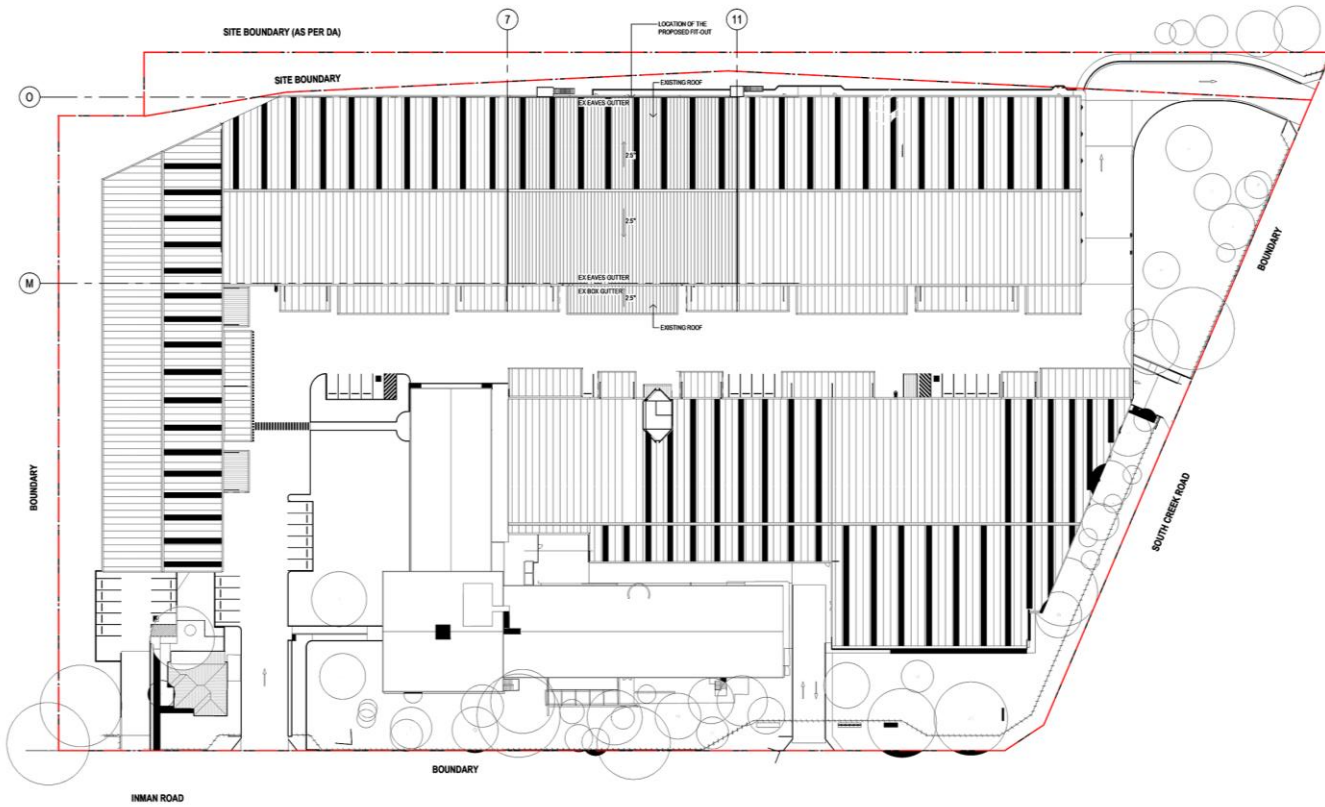 SITE BOUNDARY (AS PER DA)
7
LOCATION OF THE
PROPOSED FIT-OUT
11
SITE BOUNDARY
EXISTING ROOF
O
EX EAVES GUTTER
2.5°
2.5°
EX EAVES GUTTER
M
EX BOX GUTTER
2.5°
EXISTING ROOF
BOUNDARY
BOUNDARY
SOUTH CREEK ROAD
BOUNDARY
INMAN ROAD